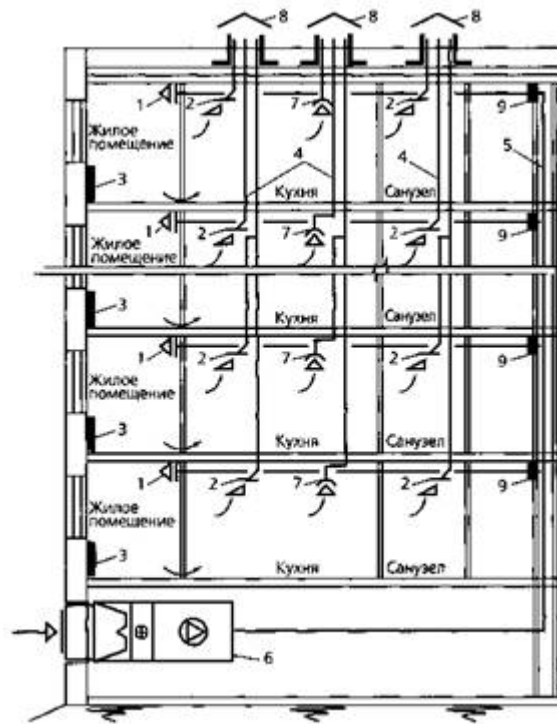 8 8 8
1 2 7 2 9
Жилое
помещение
4 4 5
3
Кухня Санузел
1 2 7 2 9
Жилое
помещение
3
Кухня Санузел
1 2 7 2 9
Жилое
помещение
3
Кухня Санузел
1 2 7 2 9
Жилое
помещение
3
Кухня Санузел
6